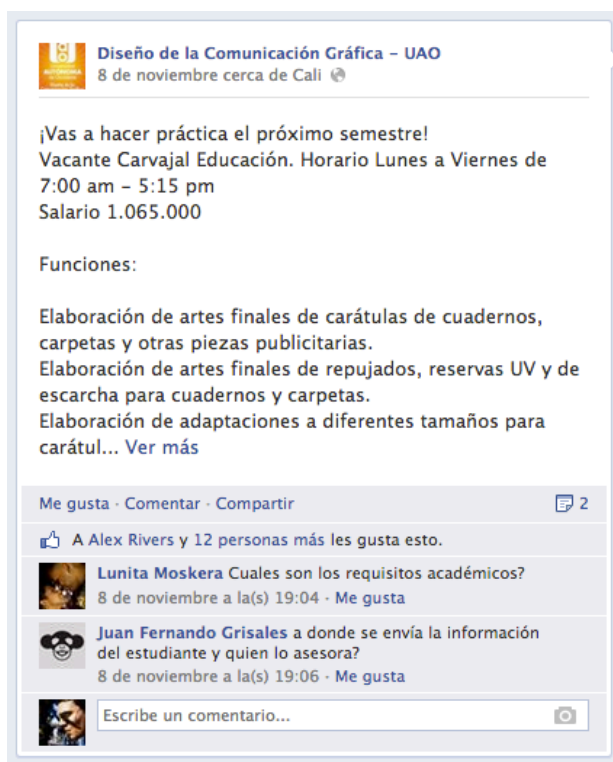 Diseño de la Comunicación Gráfica – UAO
8 de noviembre cerca de Cali
¡Vas a hacer práctica el próximo semestre!
Vacante Carvajal Educación. Horario Lunes a Viernes de
7:00 am – 5:15 pm
Salario 1.065.000
Funciones:
Elaboración de artes finales de carátulas de cuadernos,
carpetas y otras piezas publicitarias.
Elaboración de artes finales de repujados, reservas UV y de
escarcha para cuadernos y carpetas.
Elaboración de adaptaciones a diferentes tamaños para
carátul... Ver más
Me gusta · Comentar · Compartir 2
A Alex Rivers y 12 personas más les gusta esto.
Lunita Moskera Cuales son los requisitos académicos?
8 de noviembre a la(s) 19:04 · Me gusta
Juan Fernando Grisales a donde se envía la información
del estudiante y quien lo asesora?
8 de noviembre a la(s) 19:06 · Me gusta
Escribe un comentario...